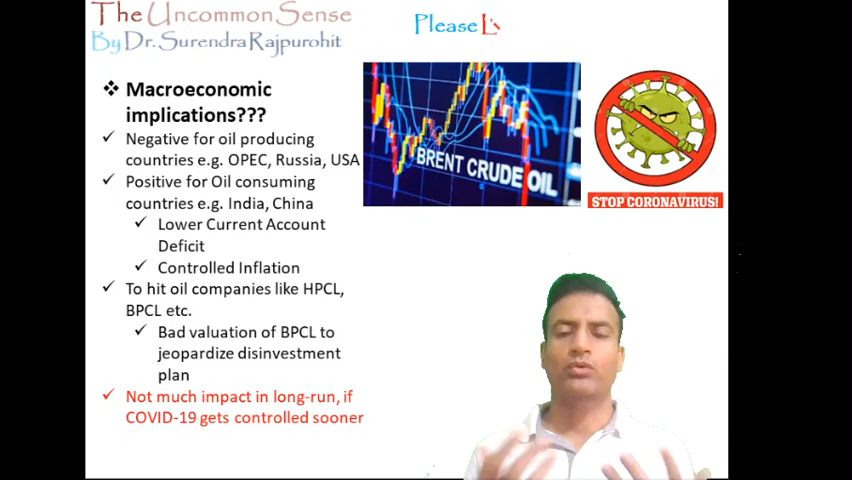 The Uncommon Sense
By Dr. Surendra Rajpurohit
Please
Macroeconomic
implications???
Negative for oil producing
countries e.g. OPEC, Russia, USA
Positive for Oil consuming
countries e.g. India, China
Lower Current Account
Deficit
Controlled Inflation
To hit oil companies like HPCL,
BPCL etc.
Bad valuation of BPCL to
jeopardize disinvestment
plan
Not much impact in long-run, if
COVID-19 gets controlled sooner
BRENT CRUDE OIL
STOP CORONAVIRUS!